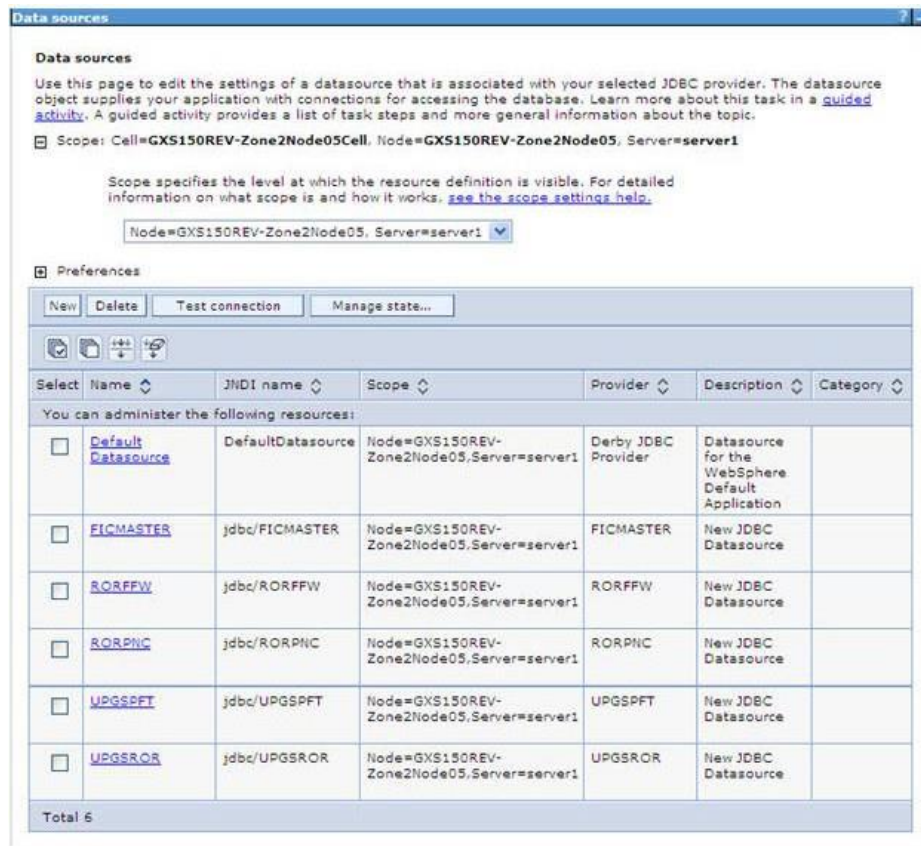 Data sources
?
Data sources
Use this page to edit the settings of a datasource that is associated with your selected JDBC provider. The datasource
object supplies your application with connections for accessing the database. Learn more about this task in a guided
activity. A guided activity provides a list of task steps and more general information about the topic.
Scope: Cell=GXS150REV-Zone2Node05Cell, Node=GXS150REV-Zone2Node05, Server=server1
Scope specifies the level at which the resource definition is visible. For detailed
information on what scope is and how it works, see the scope settings help.
Node=GXS150REV-Zone2Node05, Server=server1
Preferences
New Delete Test connection Manage state...
Select Name JNDI name Scope Provider Description Category
You can administer the following resources:
Default DefaultDatasource Node=GXS150REV- Derby JDBC Datasource
Datasource Zone2Node05,Server=server1 Provider for the
WebSphere
Default
Application
FICMASTER jdbc/FICMASTER Node=GXS150REV- FICMASTER New JDBC
Zone2Node05,Server=server1 Datasource
RORFFW jdbc/RORFFW Node=GXS150REV- RORFFW New JDBC
Zone2Node05,Server=server1 Datasource
RORPNC jdbc/RORPNC Node=GXS150REV- RORPNC New JDBC
Zone2Node05,Server=server1 Datasource
UPGSPFT jdbc/UPGSPFT Node=GXS150REV- UPGSPFT New JDBC
Zone2Node05,Server=server1 Datasource
UPGSROR jdbc/UPGSROR Node=GXS150REV- UPGSROR New JDBC
Zone2Node05,Server=server1 Datasource
Total 6